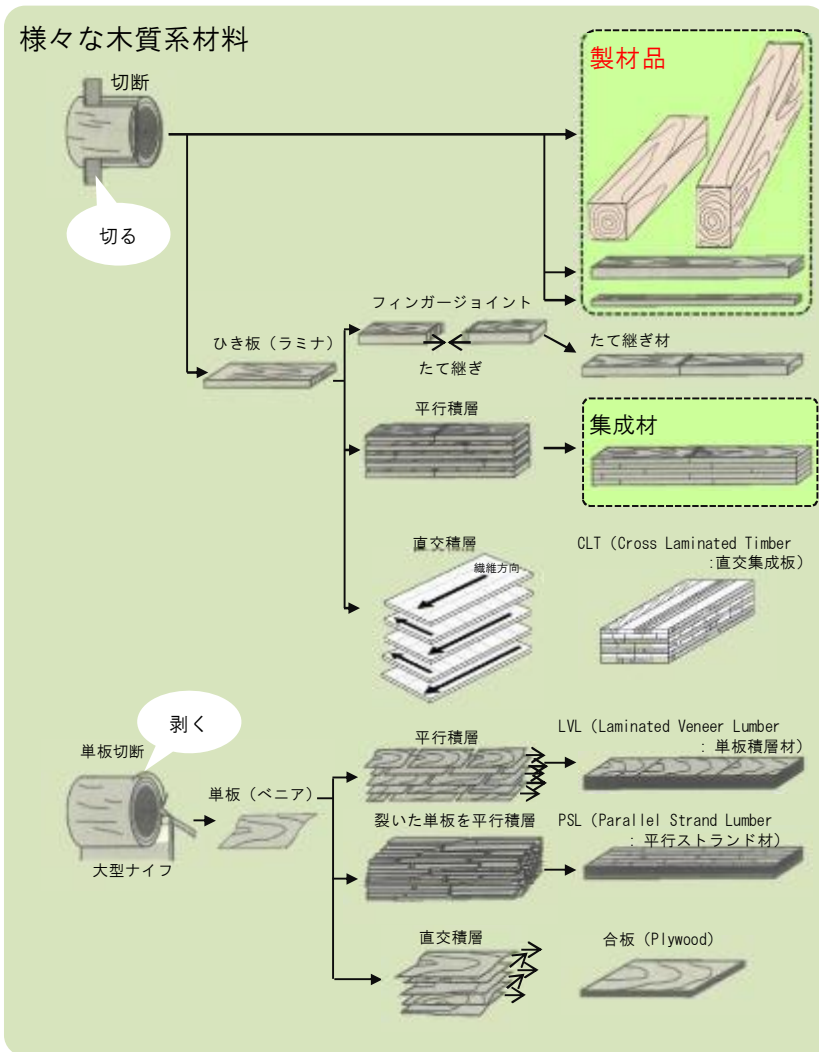 様々な木質系材料
切断
製材品
切る
フィンガージョイント
ひき板（ラミナ）
たて継ぎ
たて継ぎ材
平行積層
集成材
直交積層
繊維方向
CLT（Cross Laminated Timber
:直交集成板）
剥く
単板切断
平行積層
LVL（Laminated Veneer Lumber
: 単板積層材）
単板（ベニア）
大型ナイフ
裂いた単板を平行積層
PSL（Parallel Strand Lumber
: 平行ストランド材）
直交積層
合板（Plywood）